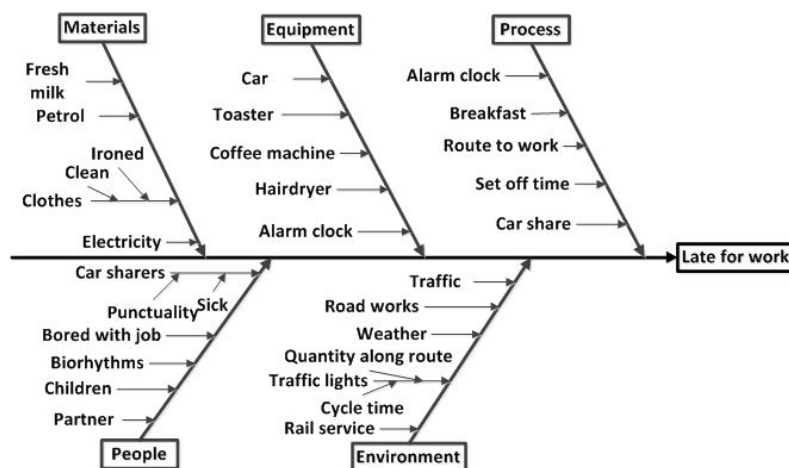 Materials
Equipment
Process
Fresh
milk
Petrol
Ironed
Clean
Clothes
Electricity
Car
Toaster
Coffee machine
Hairdryer
Alarm clock
Alarm clock
Breakfast
Route to work
Set off time
Car share
Late for work
Car sharers
Punctuality
Sick
Bored with job
Biorhythms
Children
Partner
People
Traffic
Road works
Weather
Quantity along route
Traffic lights
Cycle time
Rail service
Environment